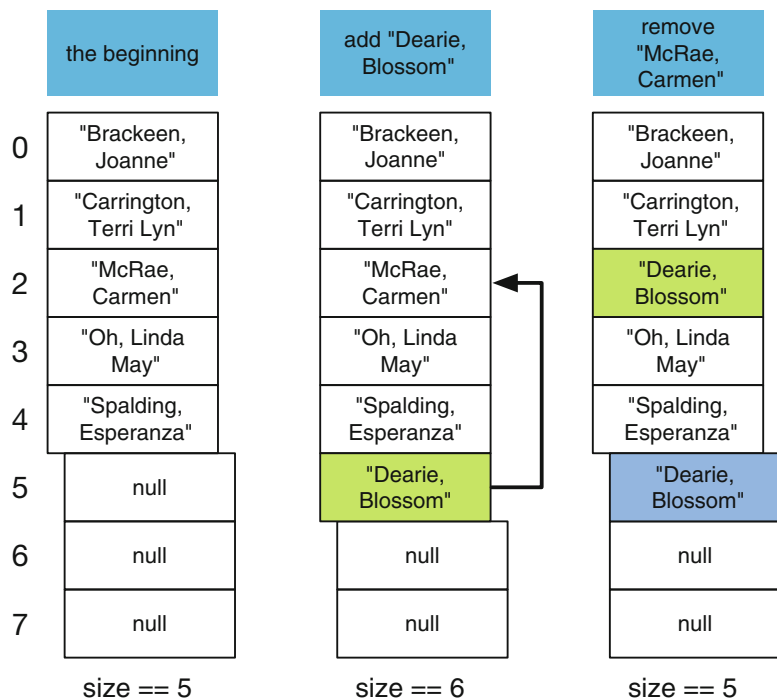 the beginning
add "Dearie,
Blossom"
remove
"McRae,
Carmen"
0
"Brackeen,
Joanne"
"Brackeen,
Joanne"
"Brackeen,
Joanne"
1
"Carrington,
Terri Lyn"
"Carrington,
Terri Lyn"
"Carrington,
Terri Lyn"
2
"McRae,
Carmen"
"McRae,
Carmen"
"Dearie,
Blossom"
3
"Oh, Linda
May"
"Oh, Linda
May"
"Oh, Linda
May"
4
"Spalding,
Esperanza"
"Spalding,
Esperanza"
"Spalding,
Esperanza"
5
null
"Dearie,
Blossom"
"Dearie,
Blossom"
6
null
null
null
7
null
null
null
size == 5
size == 6
size == 5